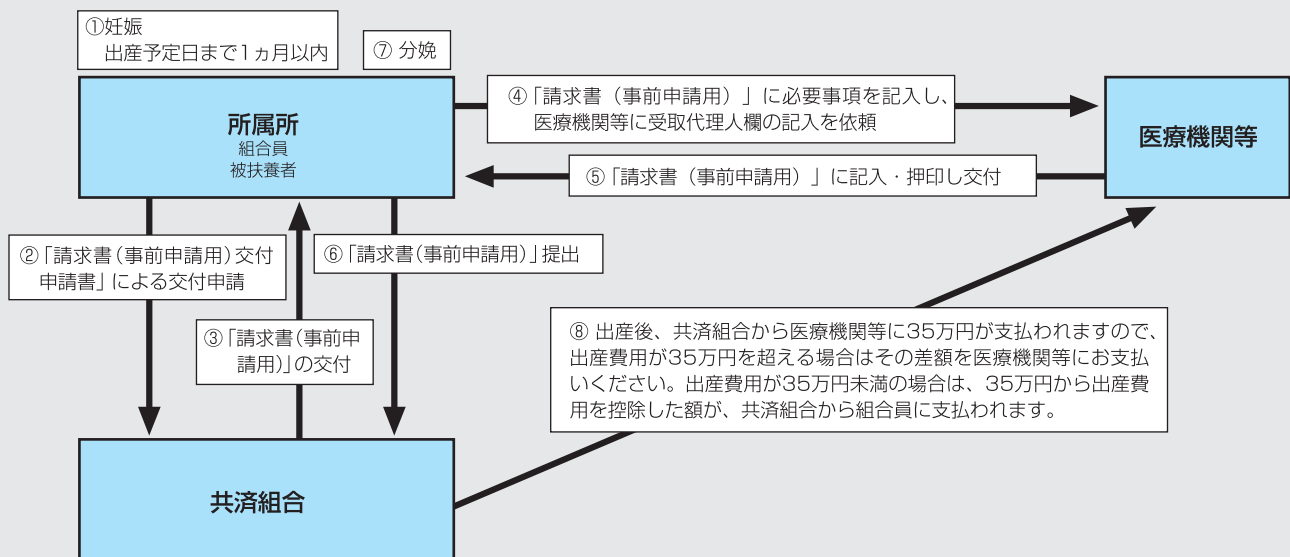 ①妊娠
出産予定日まで1ヵ月以内
⑦ 分娩
所属所
組合員
被扶養者
④「請求書（事前申請用）」に必要事項を記入し、
医療機関等に受取代理人欄の記入を依頼
医療機関等
⑤「請求書（事前申請用）」に記入・押印し交付
②「請求書（事前申請用）交付
申請書」による交付申請
⑥「請求書（事前申請用）」提出
③「請求書（事前申
請用）」の交付
⑧ 出産後、共済組合から医療機関等に35万円が支払われますので、
出産費用が35万円を超える場合はその差額を医療機関等にお支払
いください。出産費用が35万円未満の場合は、35万円から出産費
用を控除した額が、共済組合から組合員に支払われます。
共済組合